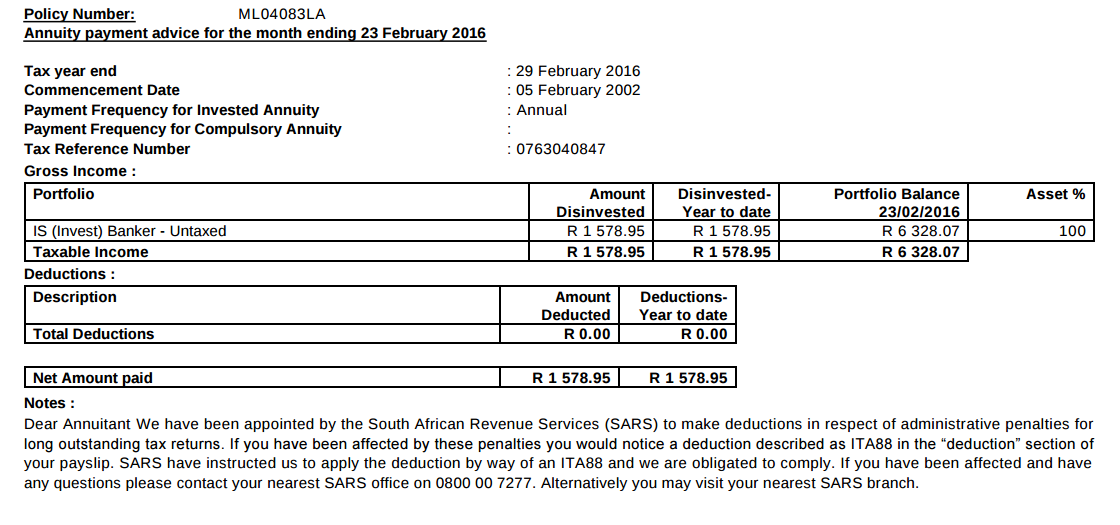 Policy Number: ML04083LA
Annuity payment advice for the month ending 23 February 2016
Tax year end : 29 February 2016
Commencement Date : 05 February 2002
Payment Frequency for Invested Annuity : Annual
Payment Frequency for Compulsory Annuity :
Tax Reference Number : 0763040847
Gross Income :
Portfolio Amount Disinvested- Portfolio Balance Asset %
Disinvested Year to date 23/02/2016
IS (Invest) Banker - Untaxed R 1 578.95 R 1 578.95 R 6 328.07 100
Taxable Income R 1 578.95 R 1 578.95 R 6 328.07
Deductions :
Description Amount Deductions-
Deducted Year to date
Total Deductions R 0.00 R 0.00
Net Amount paid R 1 578.95 R 1 578.95
Notes :
Dear Annuitant We have been appointed by the South African Revenue Services (SARS) to make deductions in respect of administrative penalties for
long outstanding tax returns. If you have been affected by these penalties you would notice a deduction described as ITA88 in the “deduction” section of
your payslip. SARS have instructed us to apply the deduction by way of an ITA88 and we are obligated to comply. If you have been affected and have
any questions please contact your nearest SARS office on 0800 00 7277. Alternatively you may visit your nearest SARS branch.